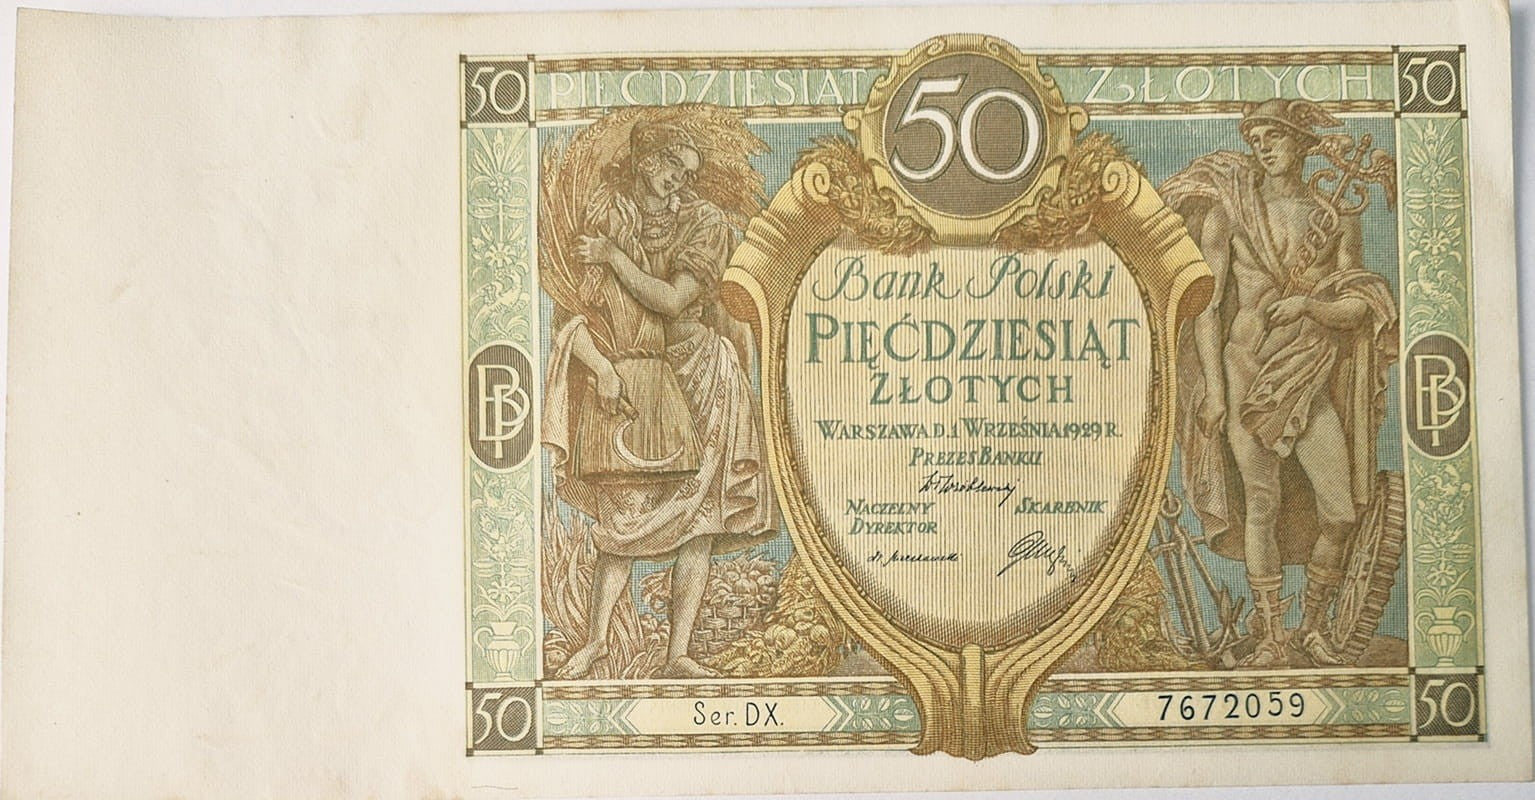 50 PIĘĆDZIESIĄT 50 ZŁOTYCH 50
Bank Polski
PIĘĆDZIESIĄT
ZŁOTYCH
WARSZAWA D. 1 WRZEŚNIA 1929 R.
PREZES BANKU
NACZELNY SKARBNIK
DYREKTOR
BP BP
50 Ser. DX. 7672059 50